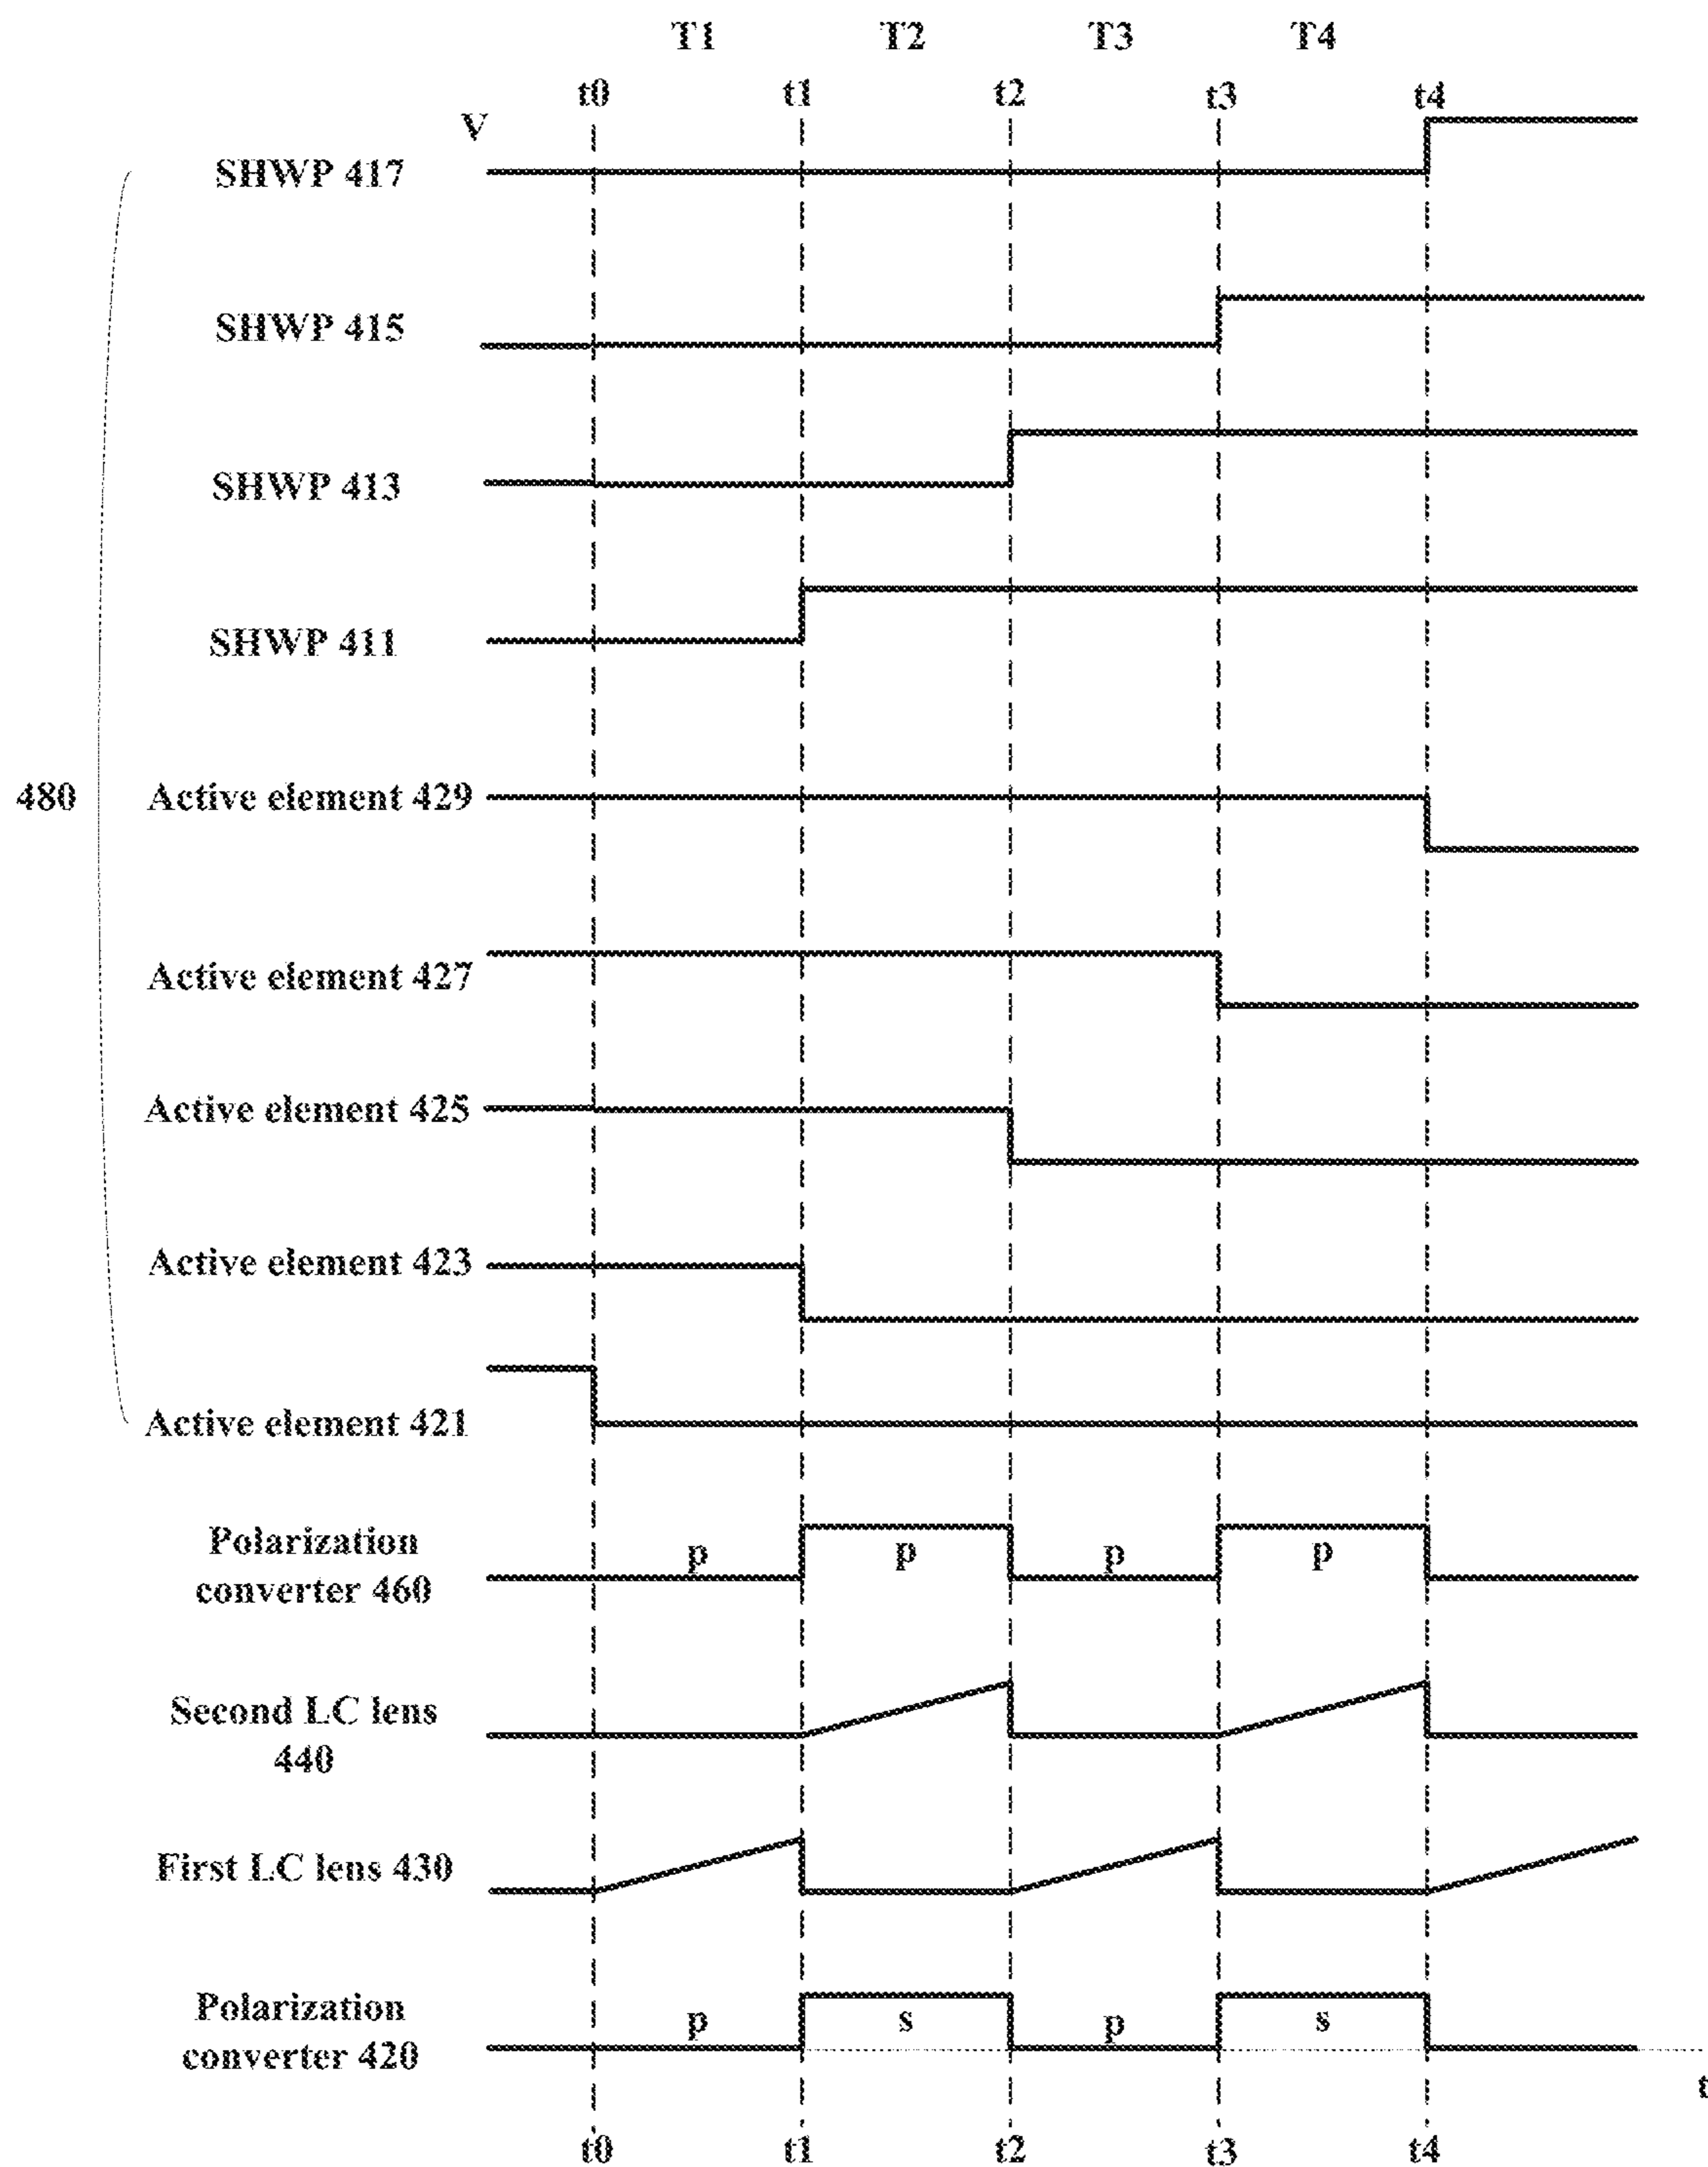 T1 T2 T3 T4
t0 t1 t2 t3 t4
V
SHWP 417
SHWP 415
SHWP 413
SHWP 411
480
Active element 429
Active element 427
Active element 425
Active element 423
Active element 421
Polarization
converter 460
p p p p
Second LC lens
440
First LC lens 430
Polarization
converter 420
p s p s
t
t0 t1 t2 t3 t4